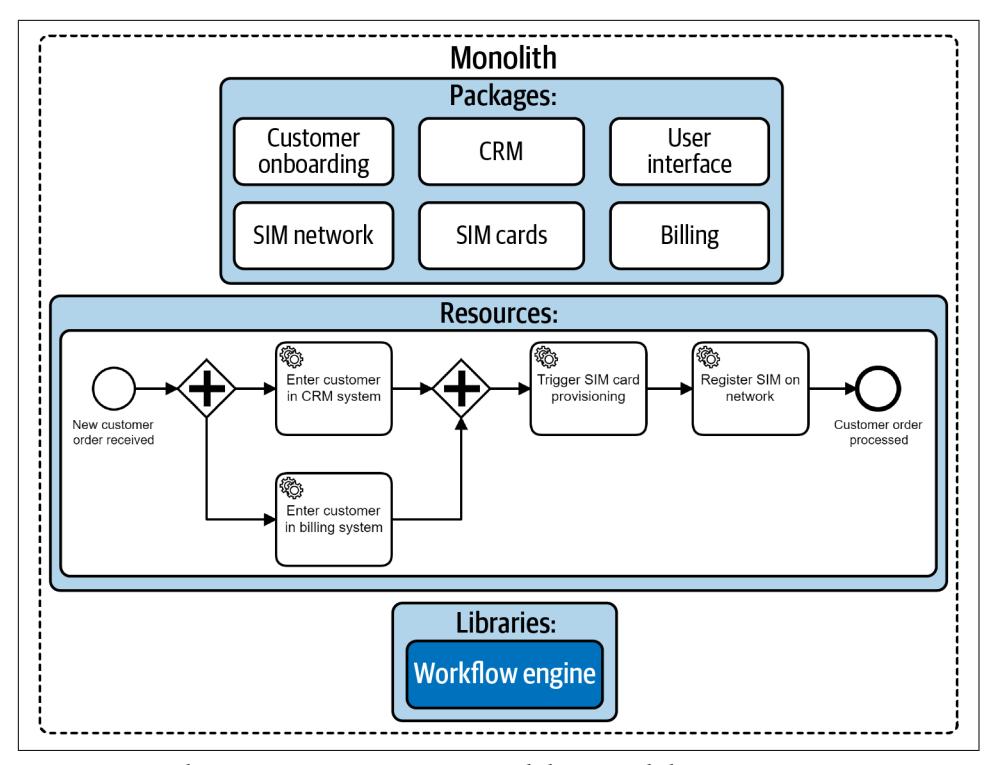 Monolith
Packages:
Customer
onboarding
CRM
User
interface
SIM network
SIM cards
Billing
Resources:
New customer
order received
Enter customer
in CRM system
Enter customer
in billing system
Trigger SIM card
provisioning
Register SIM on
network
Customer order
processed
Libraries:
Workflow engine